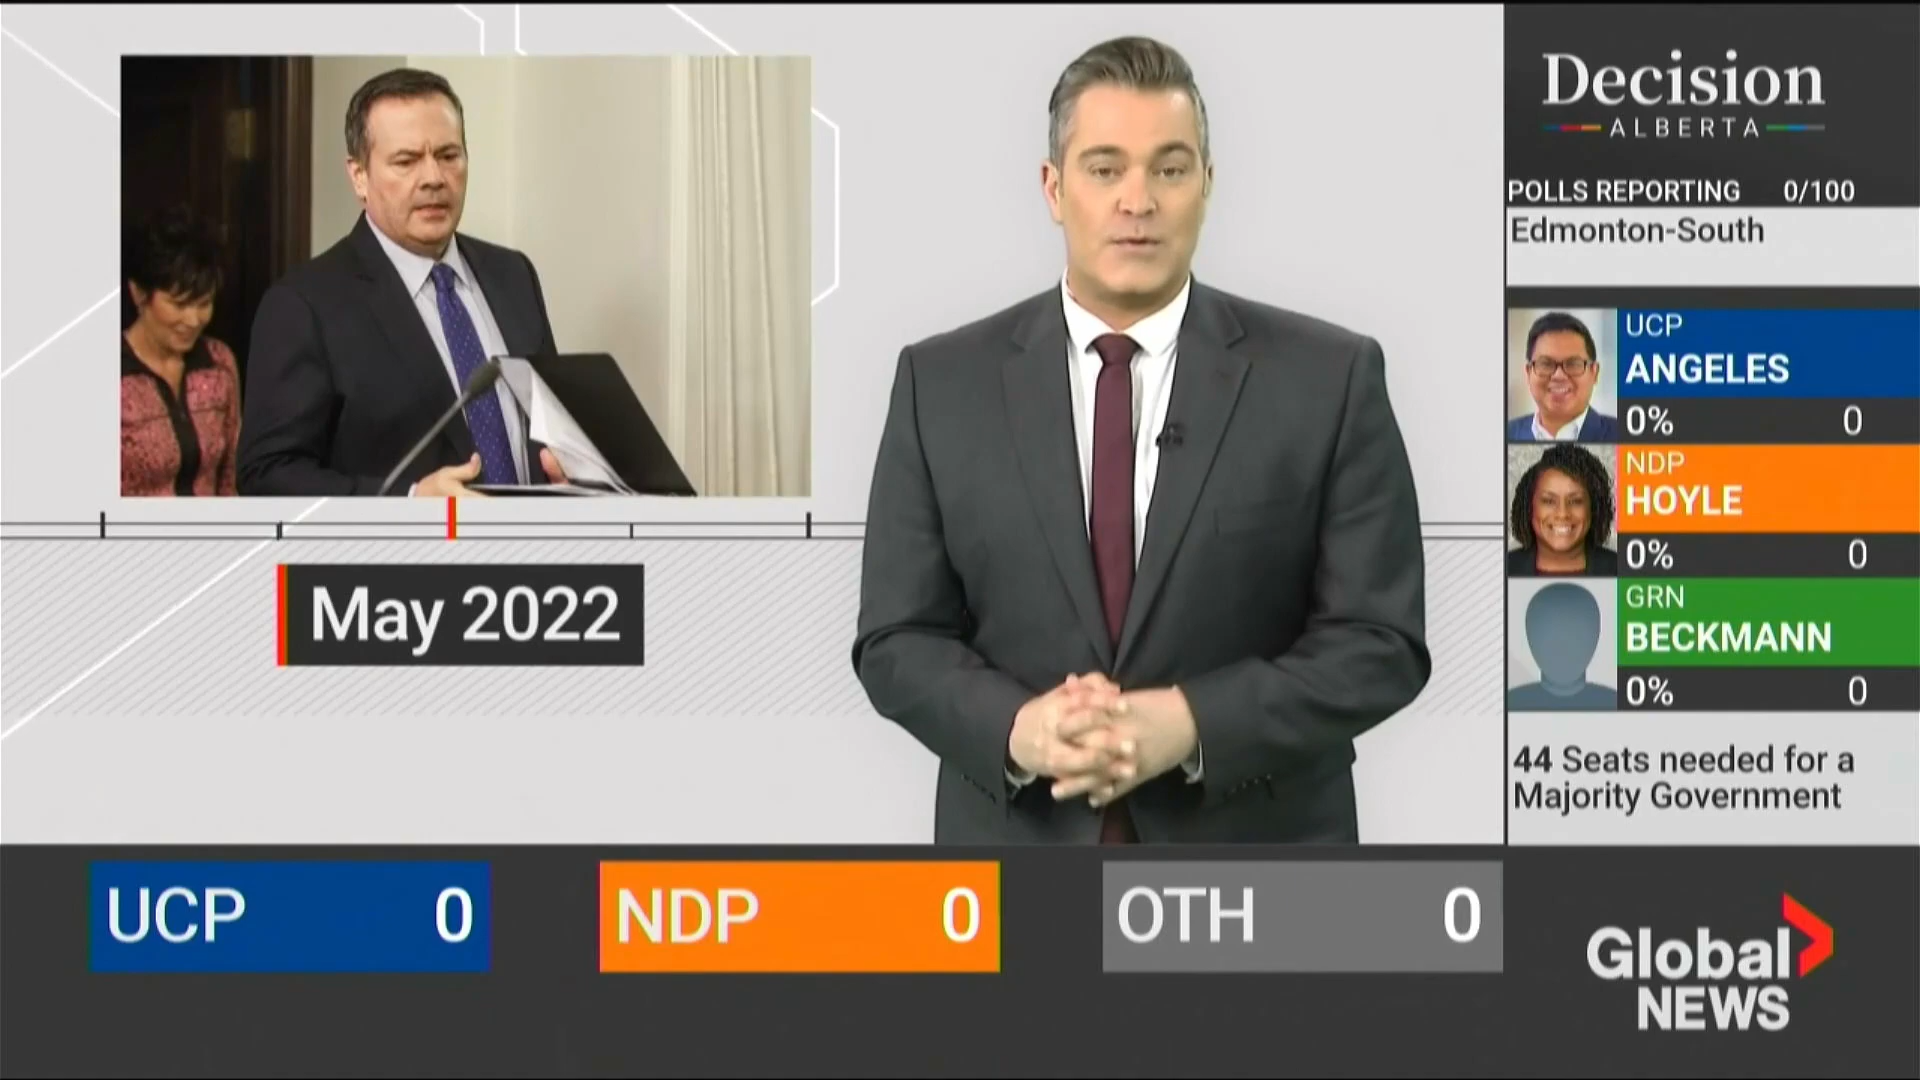 Decision
ALBERTA
POLLS REPORTING 0/100
Edmonton-South
UCP
ANGELES
0% 0
NDP
HOYLE
0% 0
GRN
BECKMANN
0% 0
44 Seats needed for a
Majority Government
May 2022
UCP 0
NDP 0
OTH 0
Global
NEWS